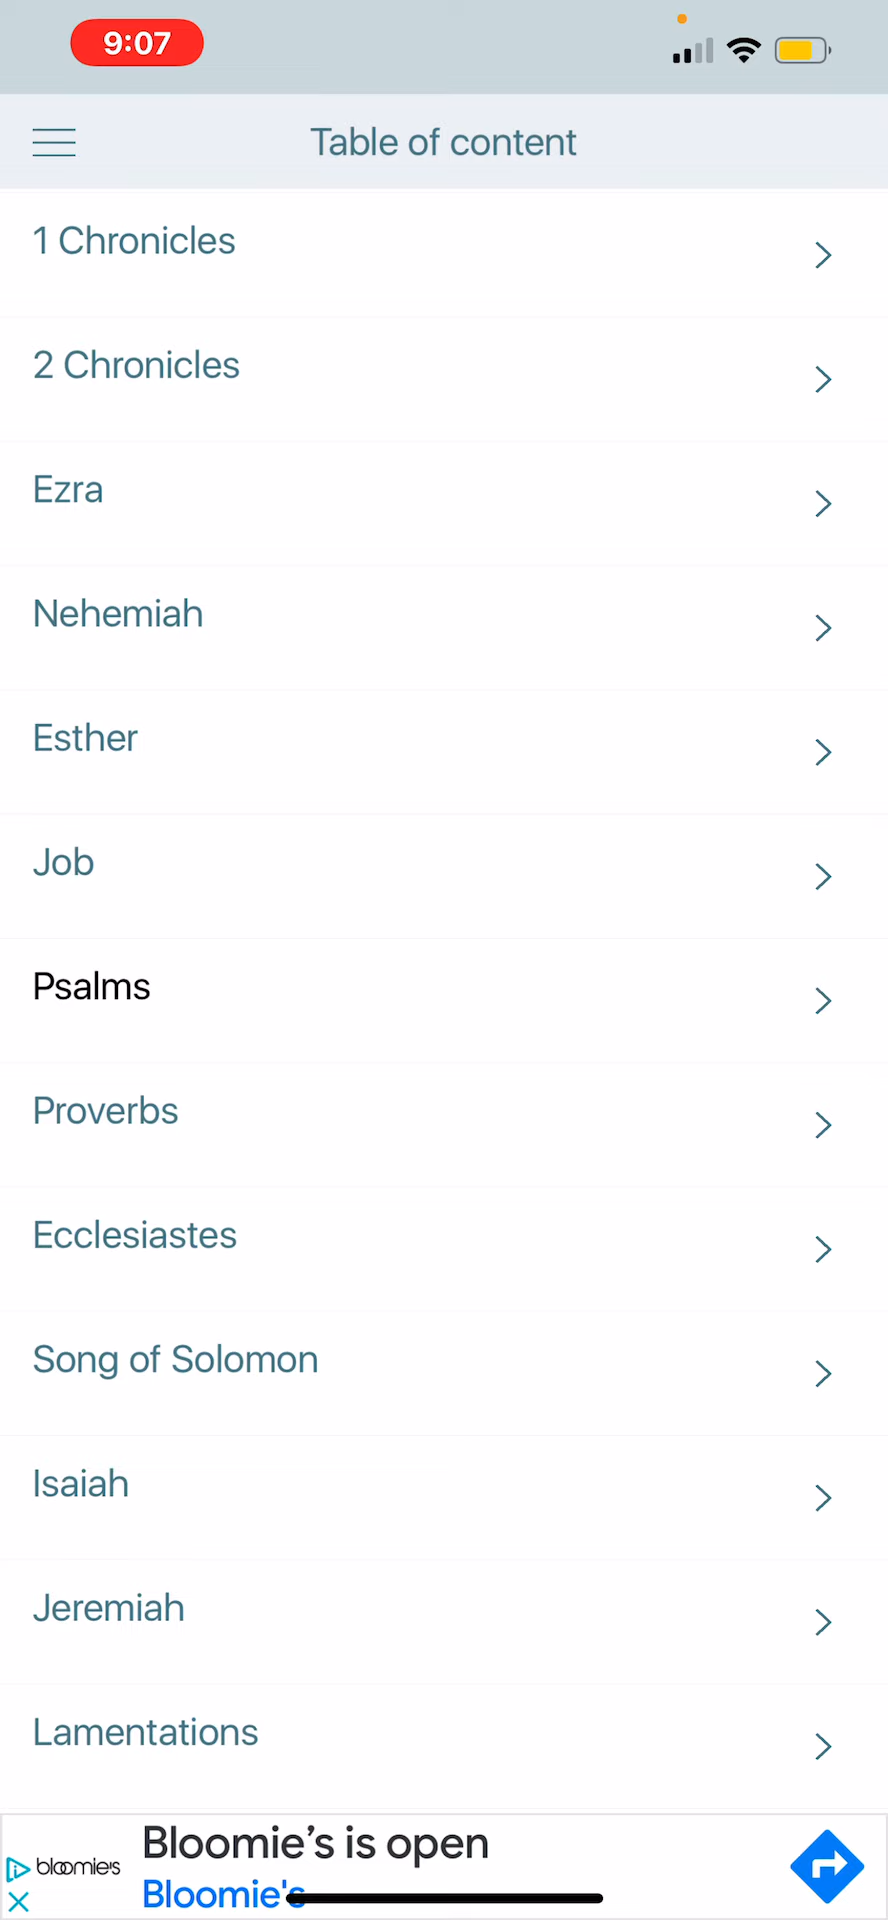 9:07
Table of content
1 Chronicles
2 Chronicles
Ezra
Nehemiah
Esther
Job
Psalms
Proverbs
Ecclesiastes
Song of Solomon
Isaiah
Jeremiah
Lamentations
bloomie's
Bloomie's is open
Bloomie's